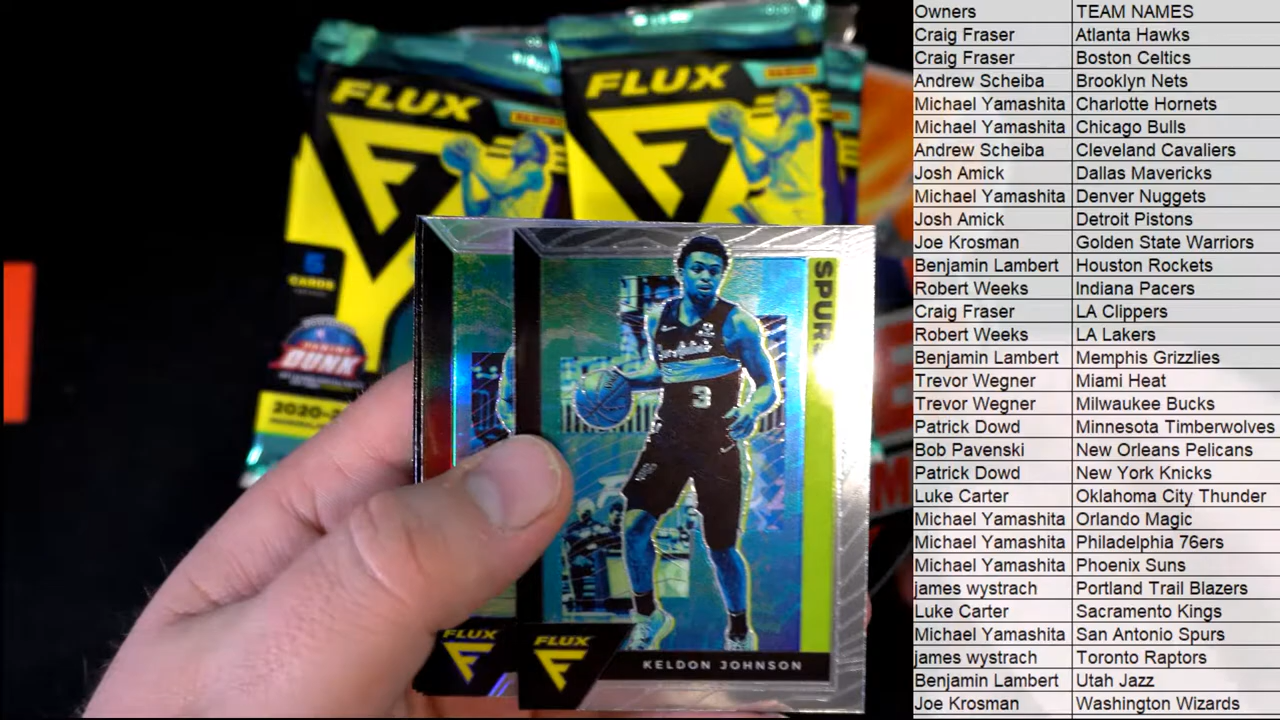 FLUX
PANINI
FLUX
PANINI
5
CARDS
PANINI
DUNK
2020-2
SPURS
3
FLUX
FLUX
KELDON JOHNSON
Owners TEAM NAMES
Craig Fraser Atlanta Hawks
Craig Fraser Boston Celtics
Andrew Scheiba Brooklyn Nets
Michael Yamashita Charlotte Hornets
Michael Yamashita Chicago Bulls
Andrew Scheiba Cleveland Cavaliers
Josh Amick Dallas Mavericks
Michael Yamashita Denver Nuggets
Josh Amick Detroit Pistons
Joe Krosman Golden State Warriors
Benjamin Lambert Houston Rockets
Robert Weeks Indiana Pacers
Craig Fraser LA Clippers
Robert Weeks LA Lakers
Benjamin Lambert Memphis Grizzlies
Trevor Wegner Miami Heat
Trevor Wegner Milwaukee Bucks
Patrick Dowd Minnesota Timberwolves
Bob Pavenski New Orleans Pelicans
Patrick Dowd New York Knicks
Luke Carter Oklahoma City Thunder
Michael Yamashita Orlando Magic
Michael Yamashita Philadelphia 76ers
Michael Yamashita Phoenix Suns
james wystrach Portland Trail Blazers
Luke Carter Sacramento Kings
Michael Yamashita San Antonio Spurs
james wystrach Toronto Raptors
Benjamin Lambert Utah Jazz
Joe Krosman Washington Wizards